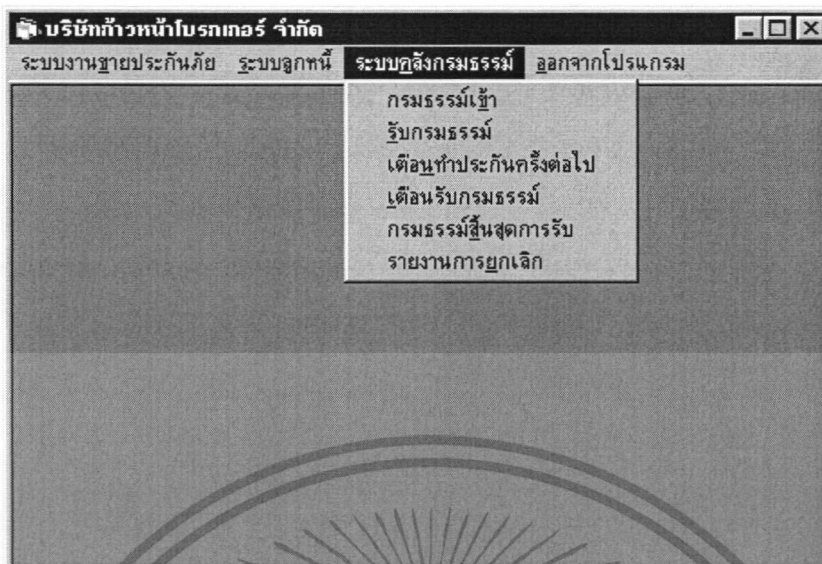 บริษัทก้าวหน้าโบรกเกอร์ จำกัด
ระบบงานขายประกันภัย ระบบลูกหนี้ ระบบคลังกรมธรรม์ ออกจากโปรแกรม
กรมธรรม์เข้า
รับกรมธรรม์
เตือนทำประกันครั้งต่อไป
เตือนรับกรมธรรม์
กรมธรรม์สิ้นสุดการรับ
รายงานการยกเลิก